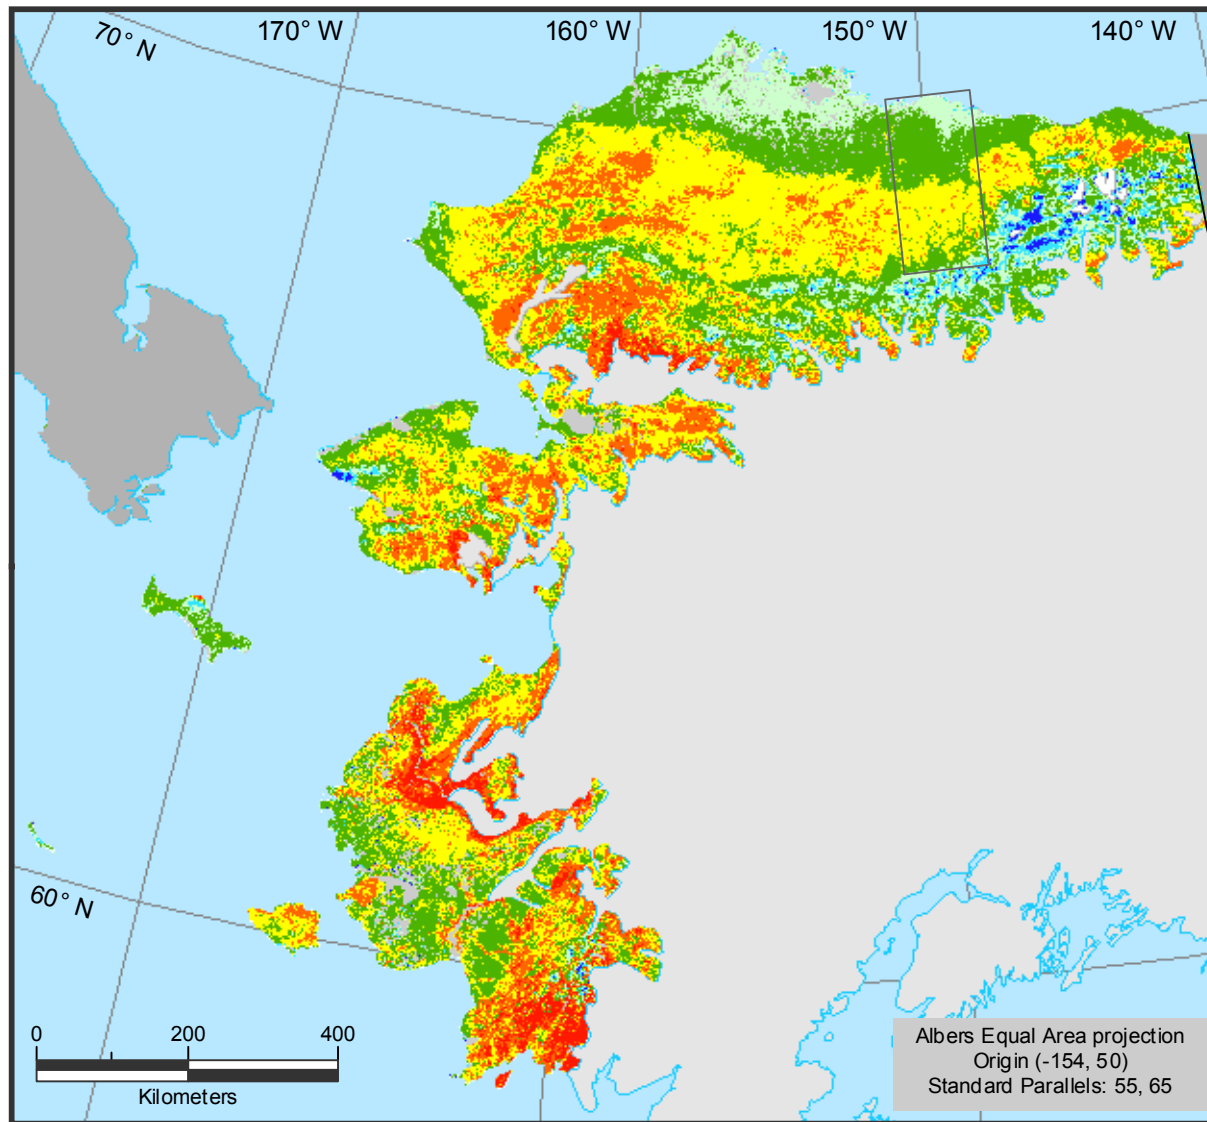 70° N
170° W
160° W
150° W
140° W
60° N
0
200
400
Kilometers
Albers Equal Area projection
Origin (-154, 50)
Standard Parallels: 55, 65